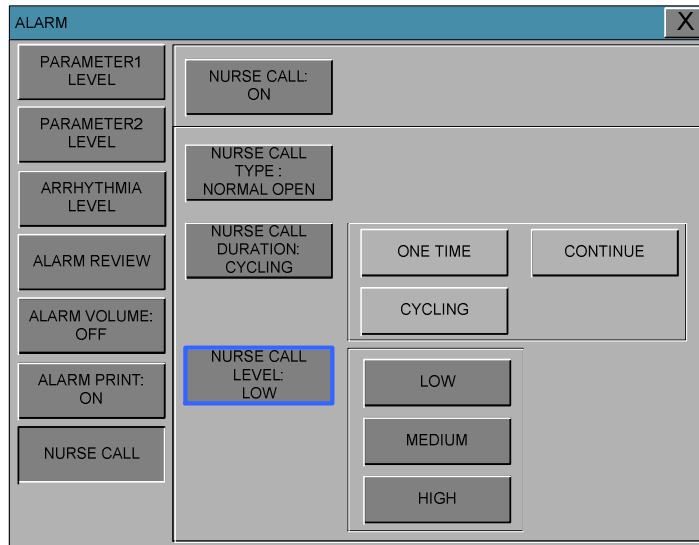 ALARM
X
PARAMETER1
LEVEL
PARAMETER2
LEVEL
ARRHYTHMIA
LEVEL
ALARM REVIEW
ALARM VOLUME:
OFF
ALARM PRINT:
ON
NURSE CALL
NURSE CALL:
ON
NURSE CALL
TYPE :
NORMAL OPEN
NURSE CALL
DURATION:
CYCLING
ONE TIME
CONTINUE
CYCLING
NURSE CALL
LEVEL:
LOW
LOW
MEDIUM
HIGH